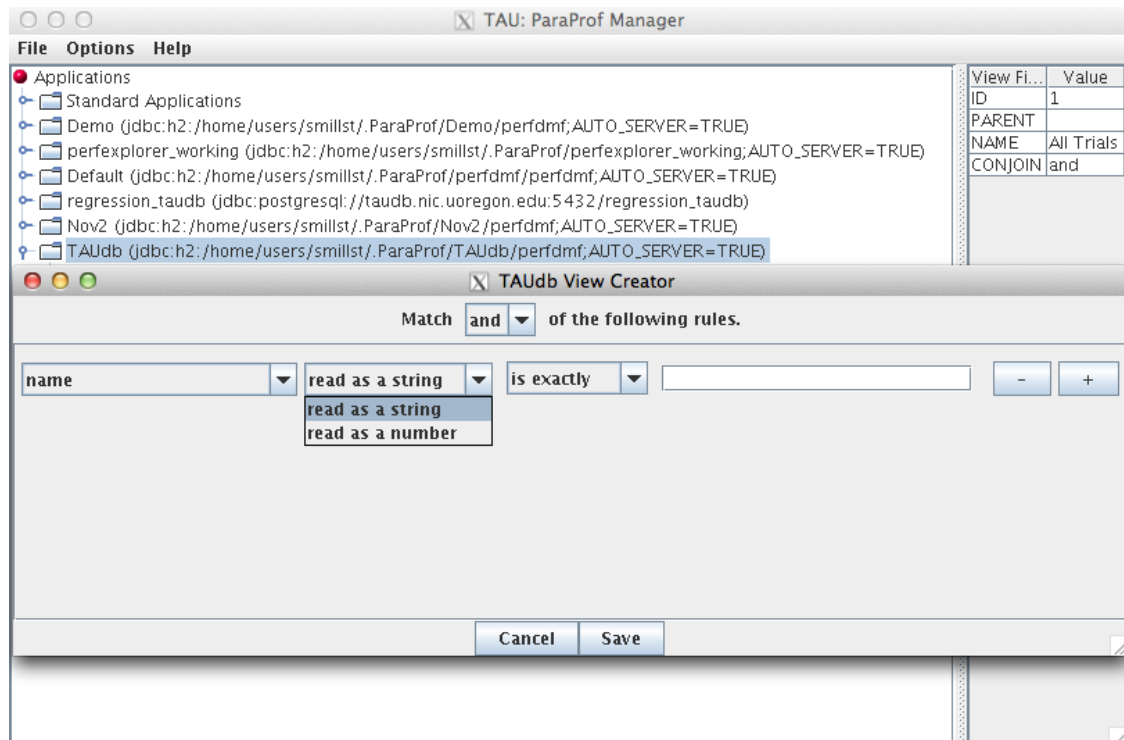 TAU: ParaProf Manager
File Options Help
Applications
Standard Applications
Demo (jdbc:h2:/home/users/smillst/.ParaProf/Demo/perfdmf;AUTO_SERVER=TRUE)
perfexplorer_working (jdbc:h2:/home/users/smillst/.ParaProf/perfexplorer_working;AUTO_SERVER=TRUE)
Default (jdbc:h2:/home/users/smillst/.ParaProf/perfdmf/perfdmf;AUTO_SERVER=TRUE)
regression_taudb (jdbc:postgresql://taudb.nic.uoregon.edu:5432/regression_taudb)
Nov2 (jdbc:h2:/home/users/smillst/.ParaProf/Nov2/perfdmf;AUTO_SERVER=TRUE)
TAUdb (jdbc:h2:/home/users/smillst/.ParaProf/TAUdb/perfdmf;AUTO_SERVER=TRUE)
View Fi... Value
ID 1
PARENT
NAME All Trials
CONJOIN and
TAUdb View Creator
Match and of the following rules.
name read as a string is exactly - +
read as a string
read as a number
Cancel Save